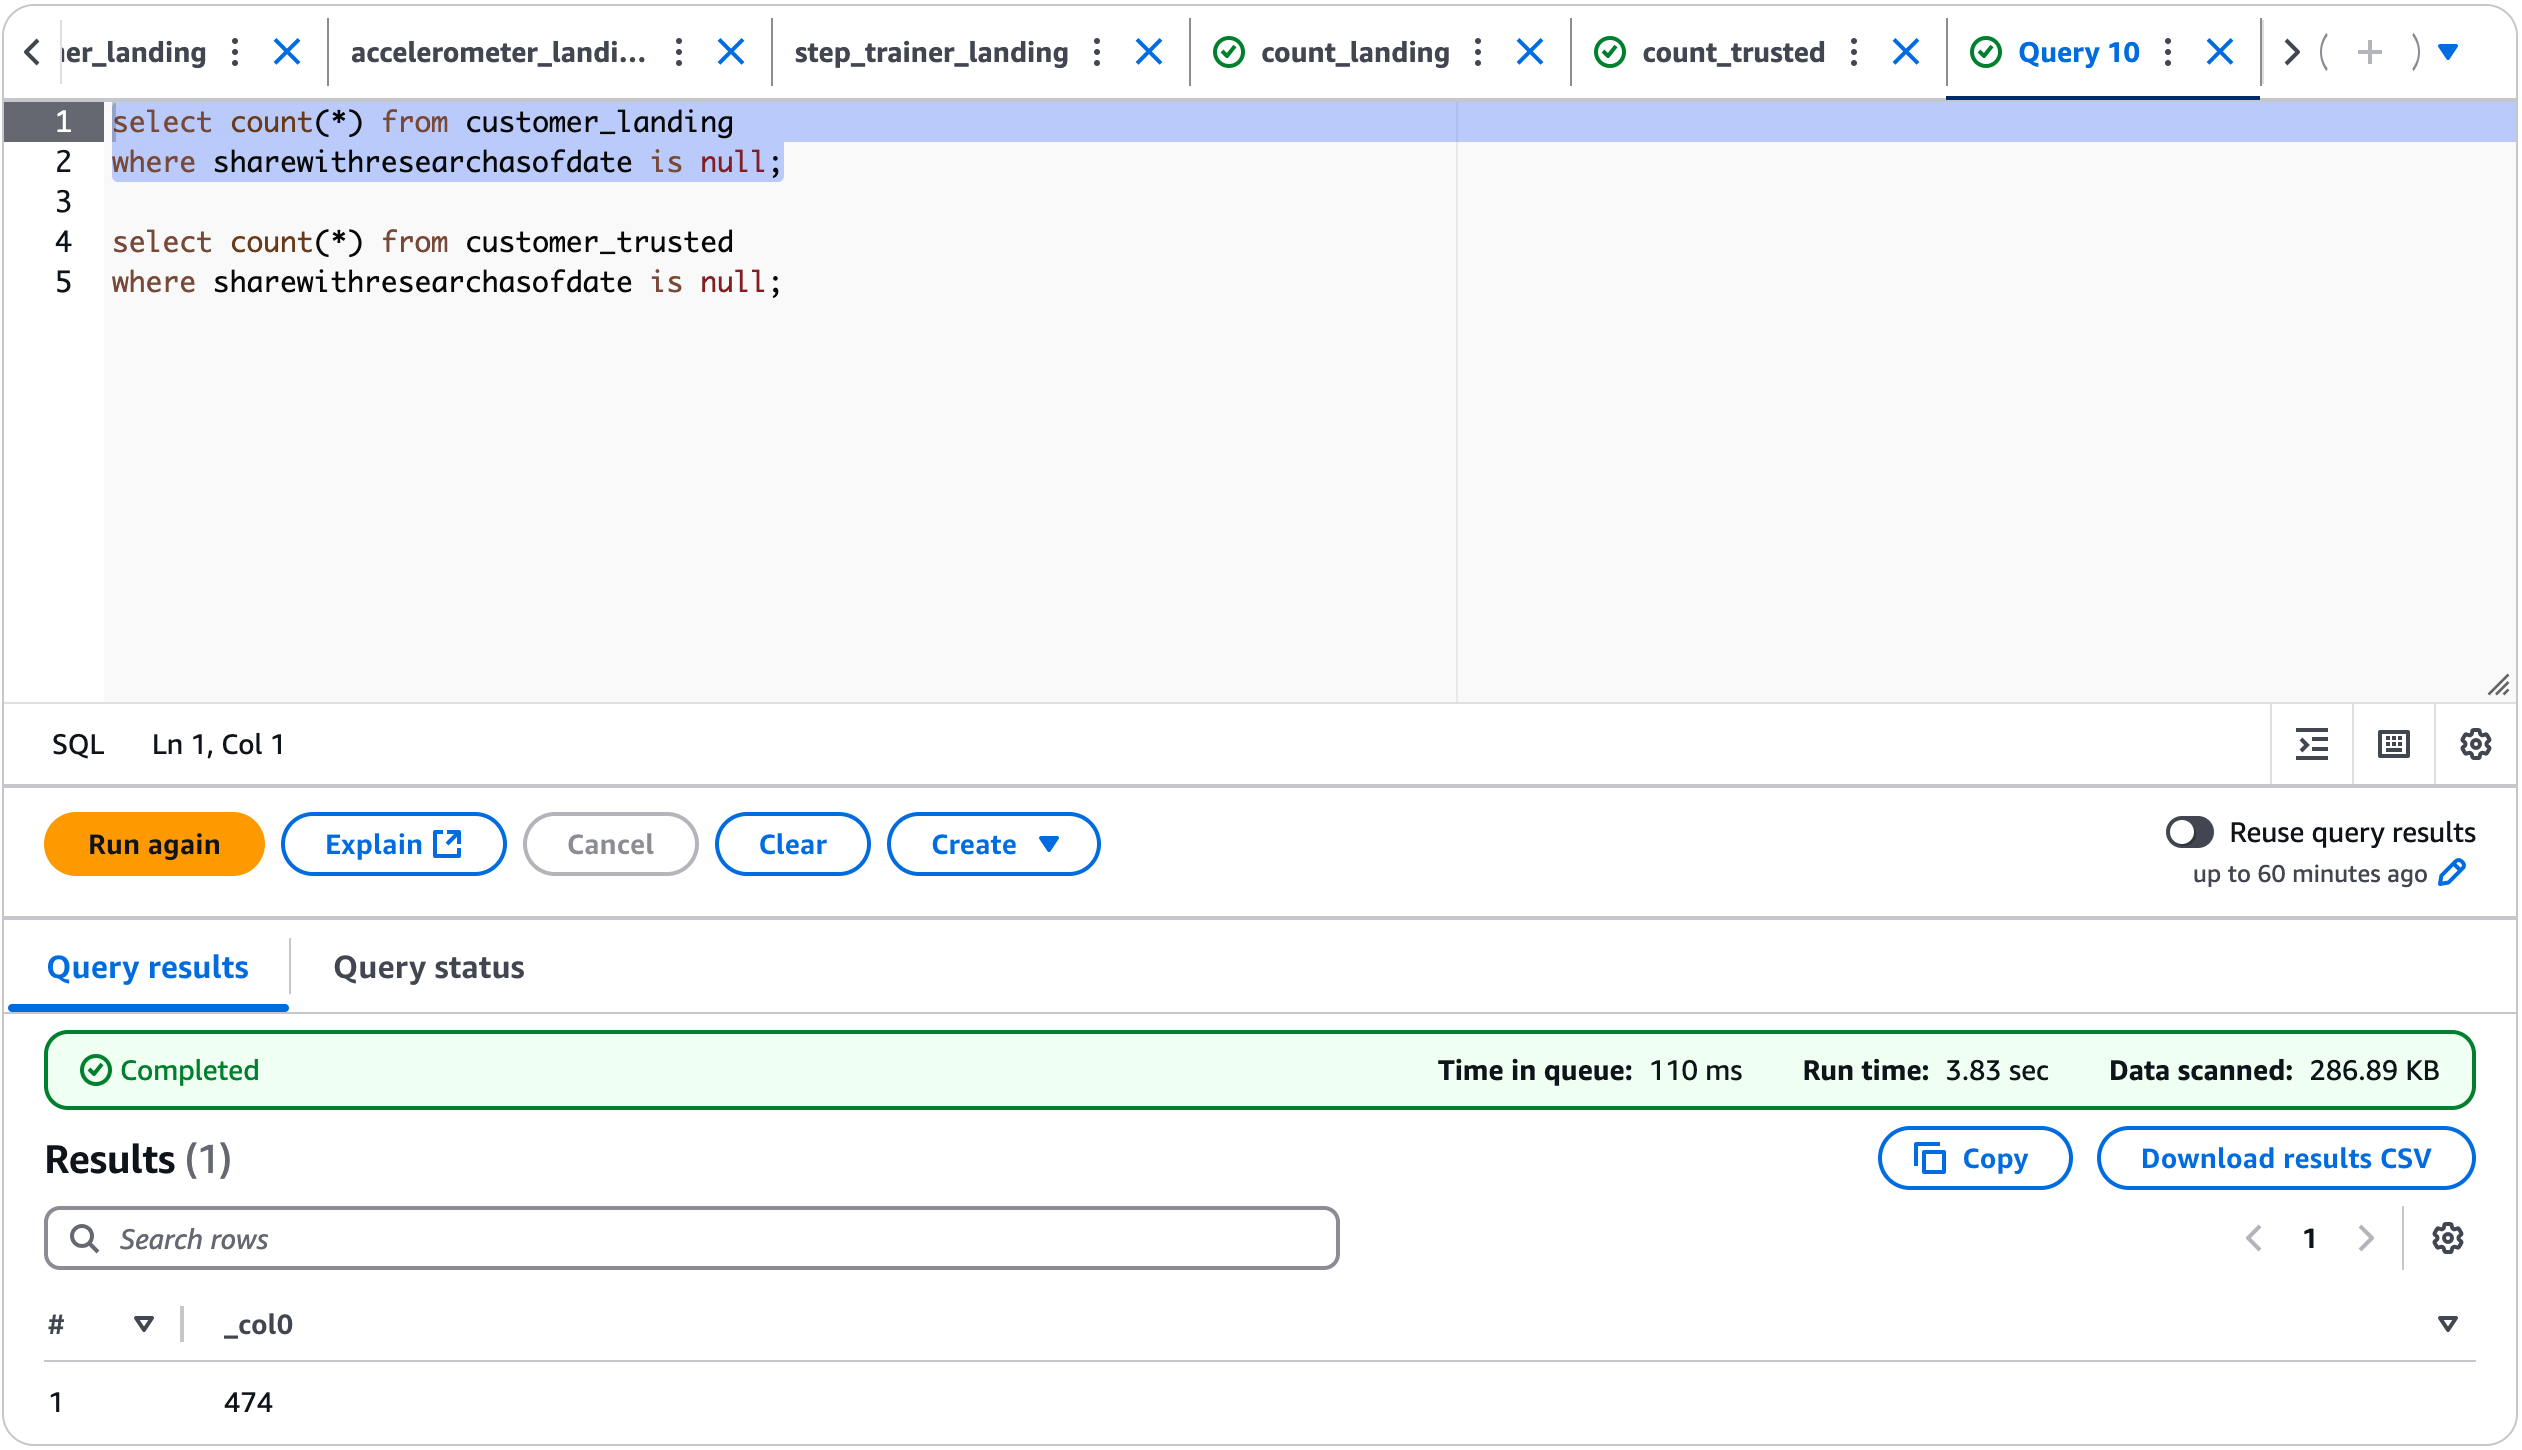 ner_landing
accelerometer_landi...
step_trainer_landing
count_landing
count_trusted
Query 10
1 select count(*) from customer_landing
2 where sharewithresearchasofdate is null;
3
4 select count(*) from customer_trusted
5 where sharewithresearchasofdate is null;
SQL Ln 1, Col 1
Run again Explain Cancel Clear Create
Reuse query results
up to 60 minutes ago
Query results Query status
Completed Time in queue: 110 ms Run time: 3.83 sec Data scanned: 286.89 KB
Results (1)
Copy Download results CSV
Search rows
1
# _col0
1 474